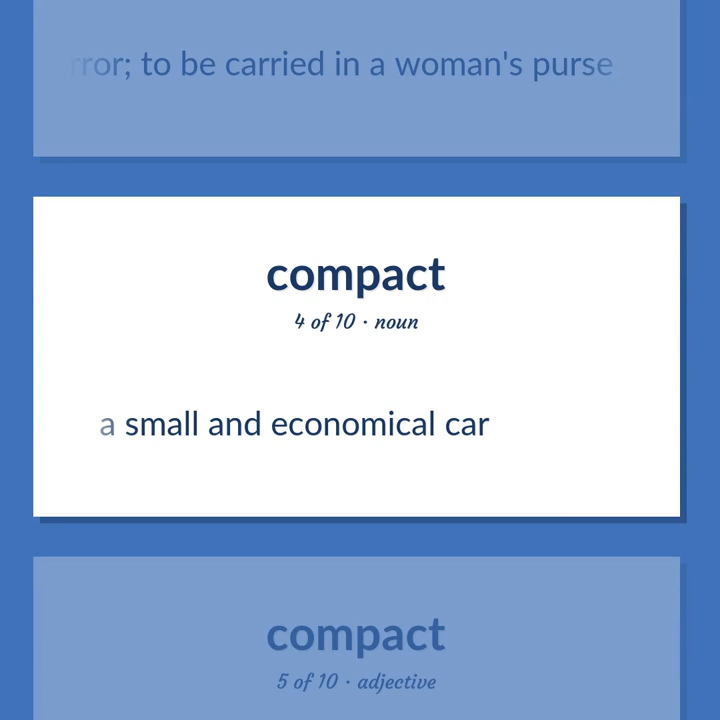 rror; to be carried in a woman's purse
compact
4 of 10 · noun
a small and economical car
compact
5 of 10 · adjective